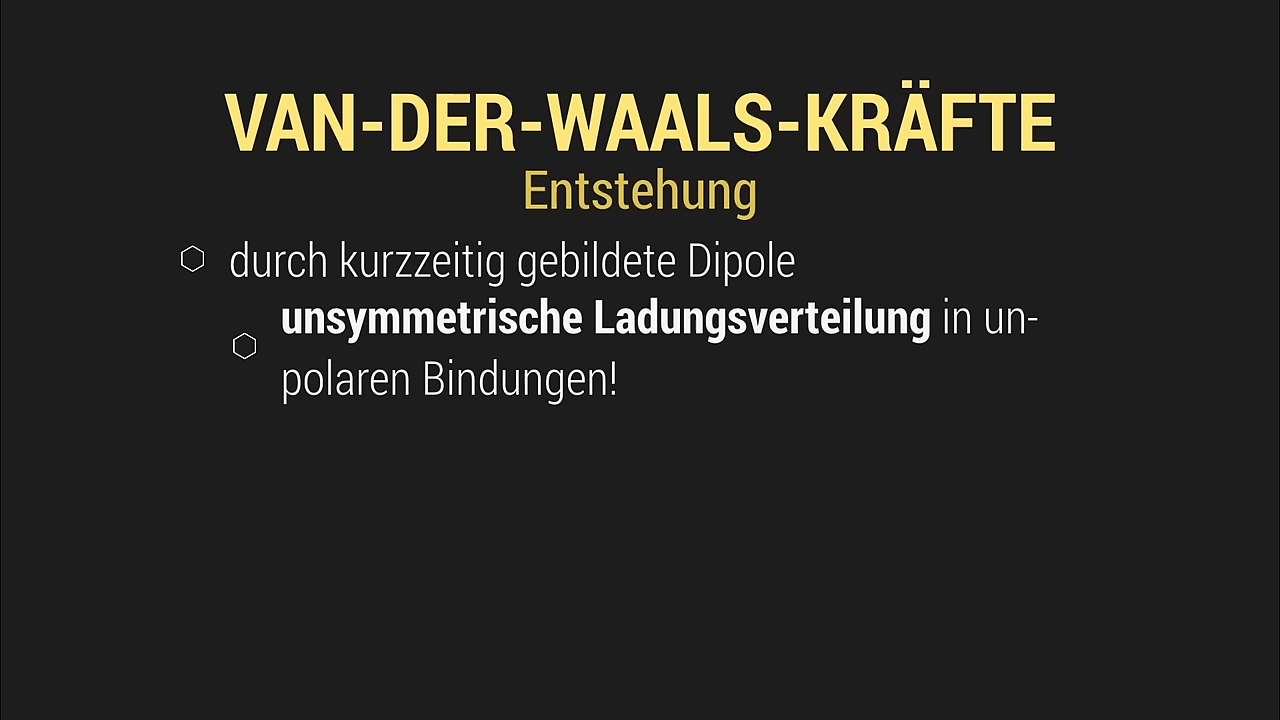 VAN-DER-WAALS-KRÄFTE
Entstehung
durch kurzzeitig gebildete Dipole
unsymmetrische Ladungsverteilung in un-
polaren Bindungen!